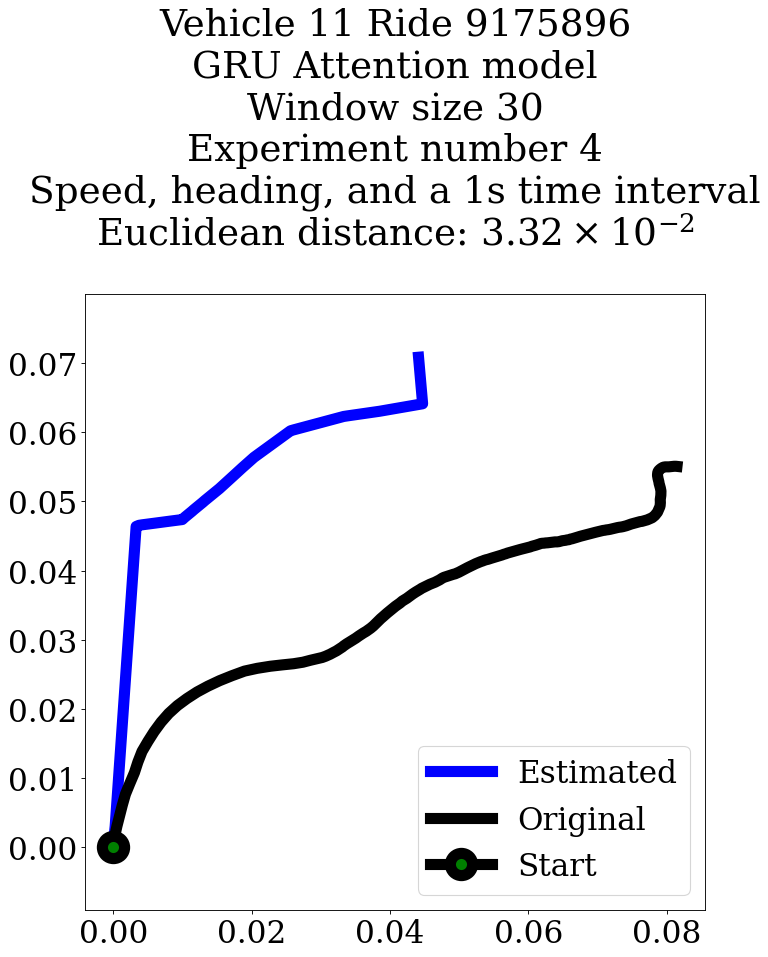 Vehicle 11 Ride 9175896
GRU Attention model
Window size 30
Experiment number 4
Speed, heading, and a 1s time interval
Euclidean distance: 3.32 × 10⁻²
0.07
0.06
0.05
0.04
0.03
0.02
0.01
0.00
Estimated
Original
Start
0.00 0.02 0.04 0.06 0.08